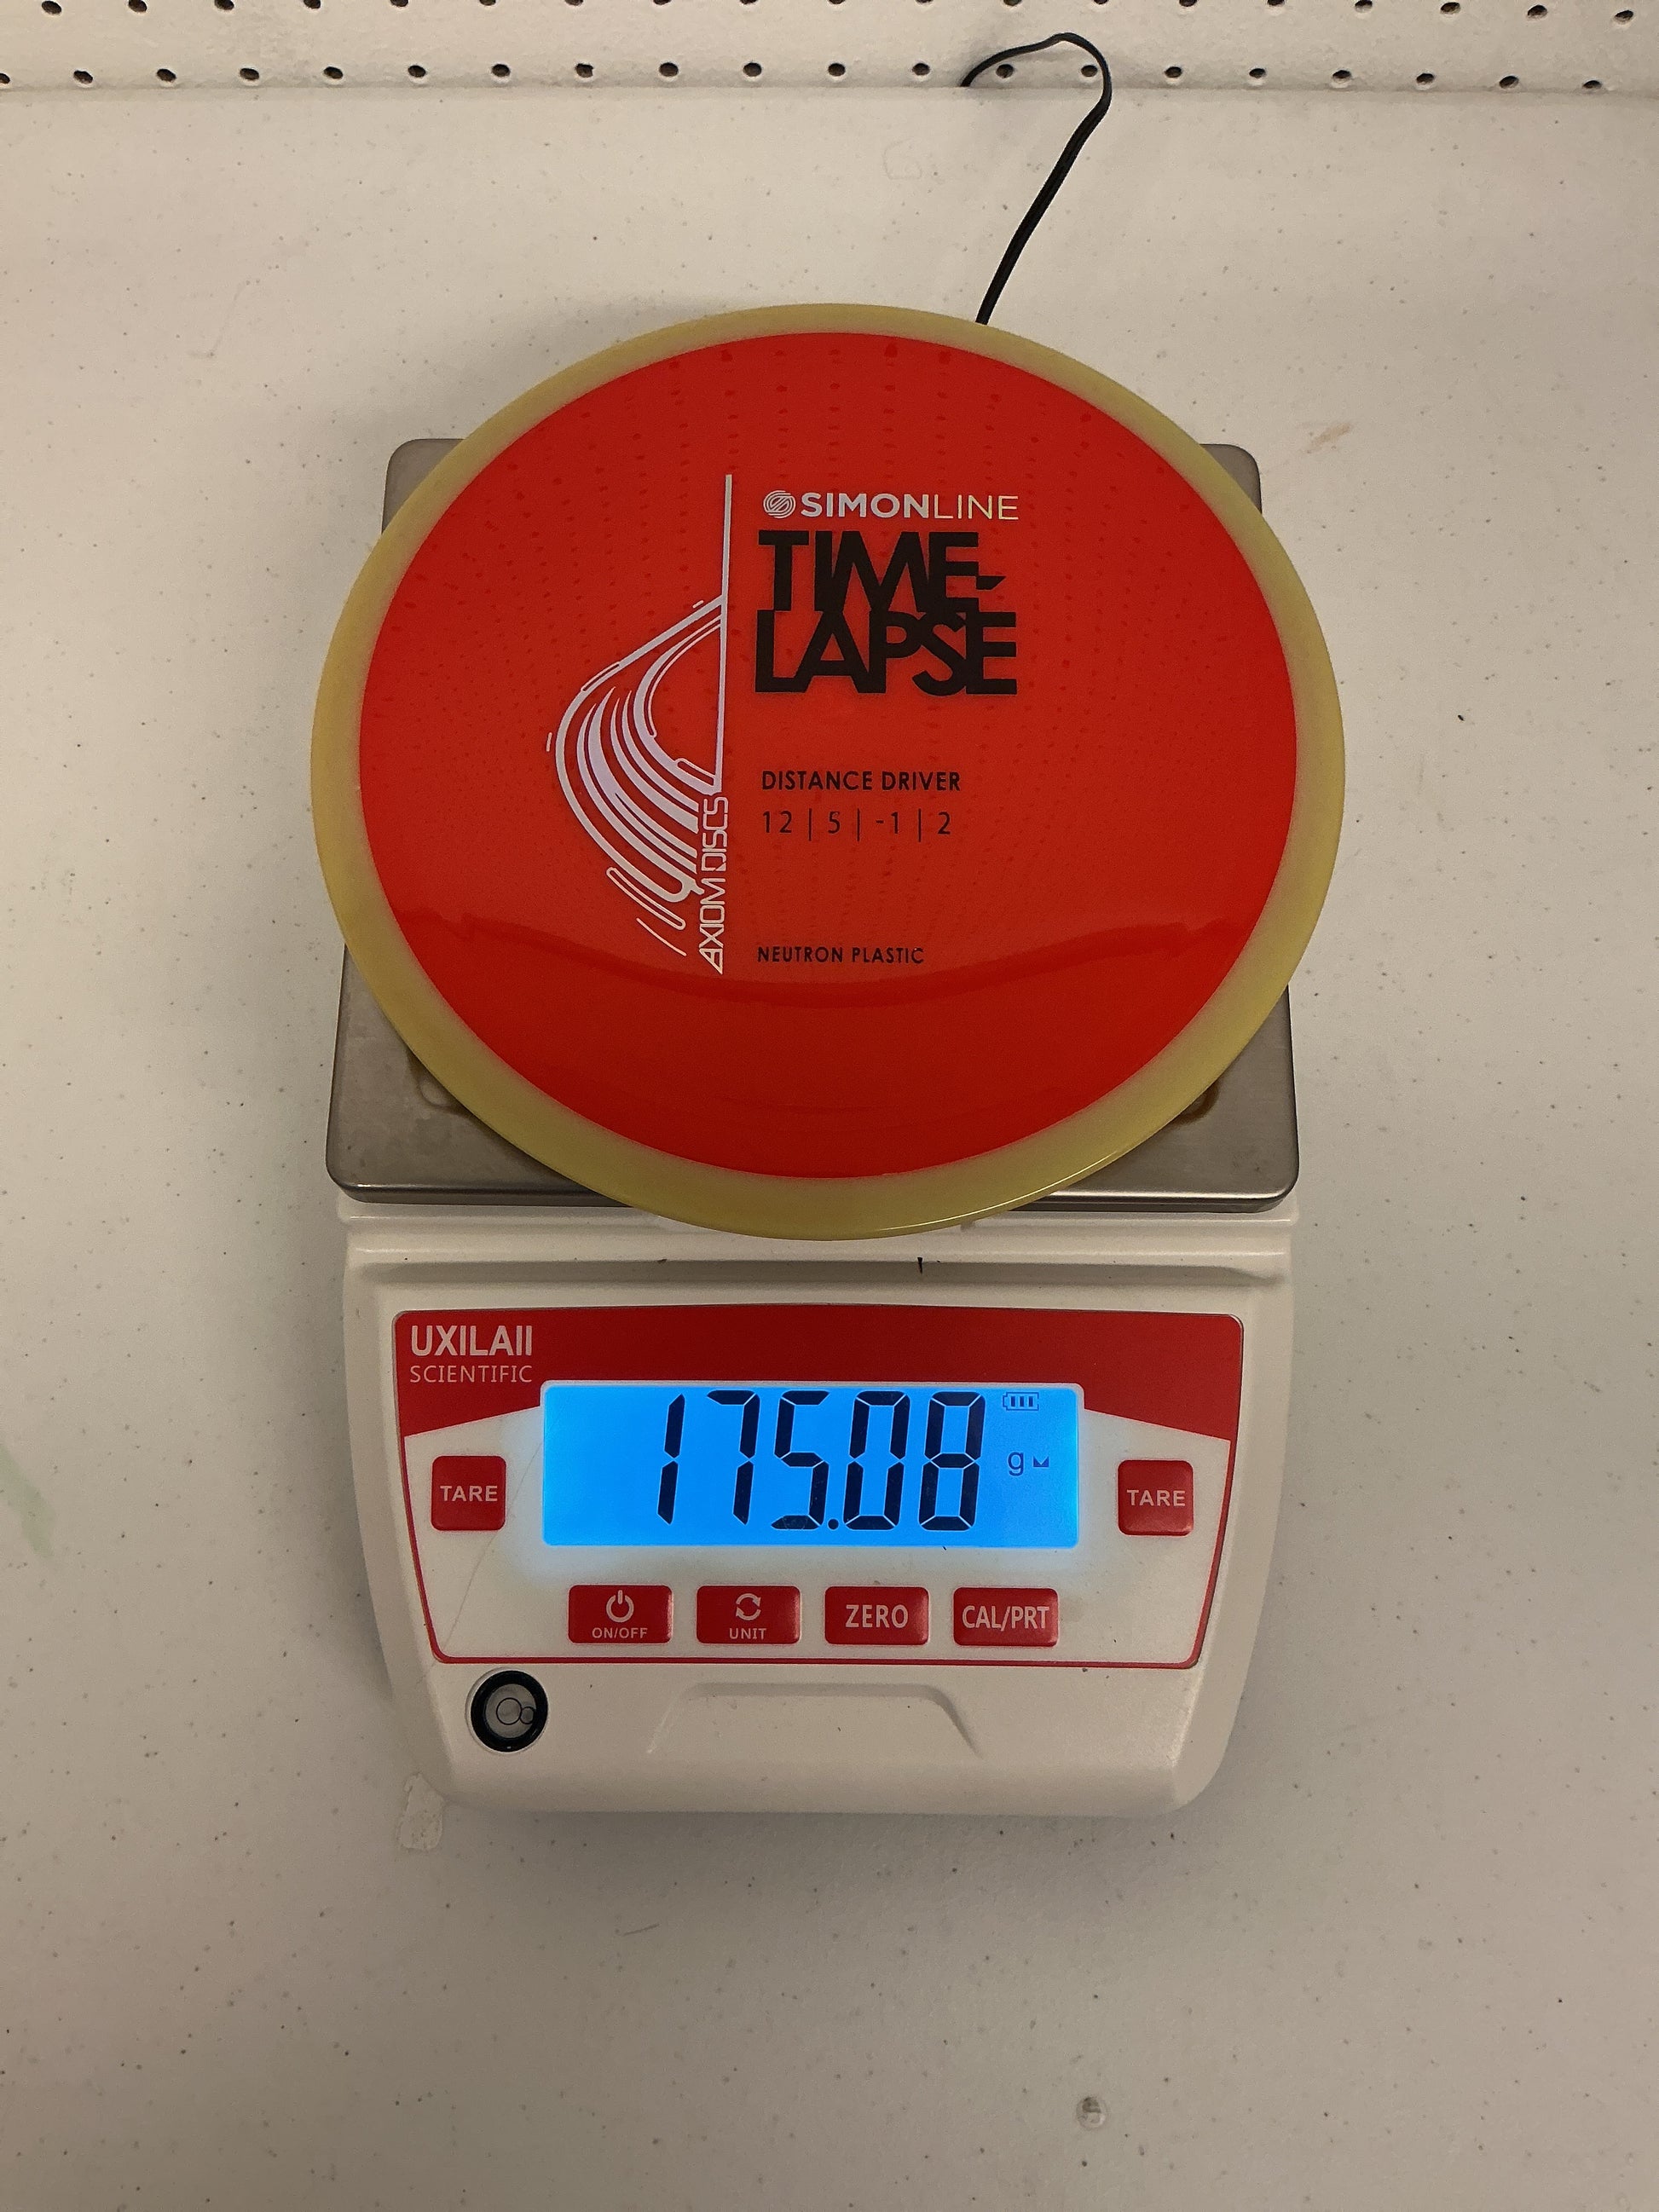 SIMONLINE
TIME-
LAPSE
DISTANCE DRIVER
12 | 5 | -1 | 2
AXIOM DISCS
NEUTRON PLASTIC
UXILAII
SCIENTIFIC
175.08
g
TARE
TARE
ON/OFF
UNIT
ZERO
CAL/PRT